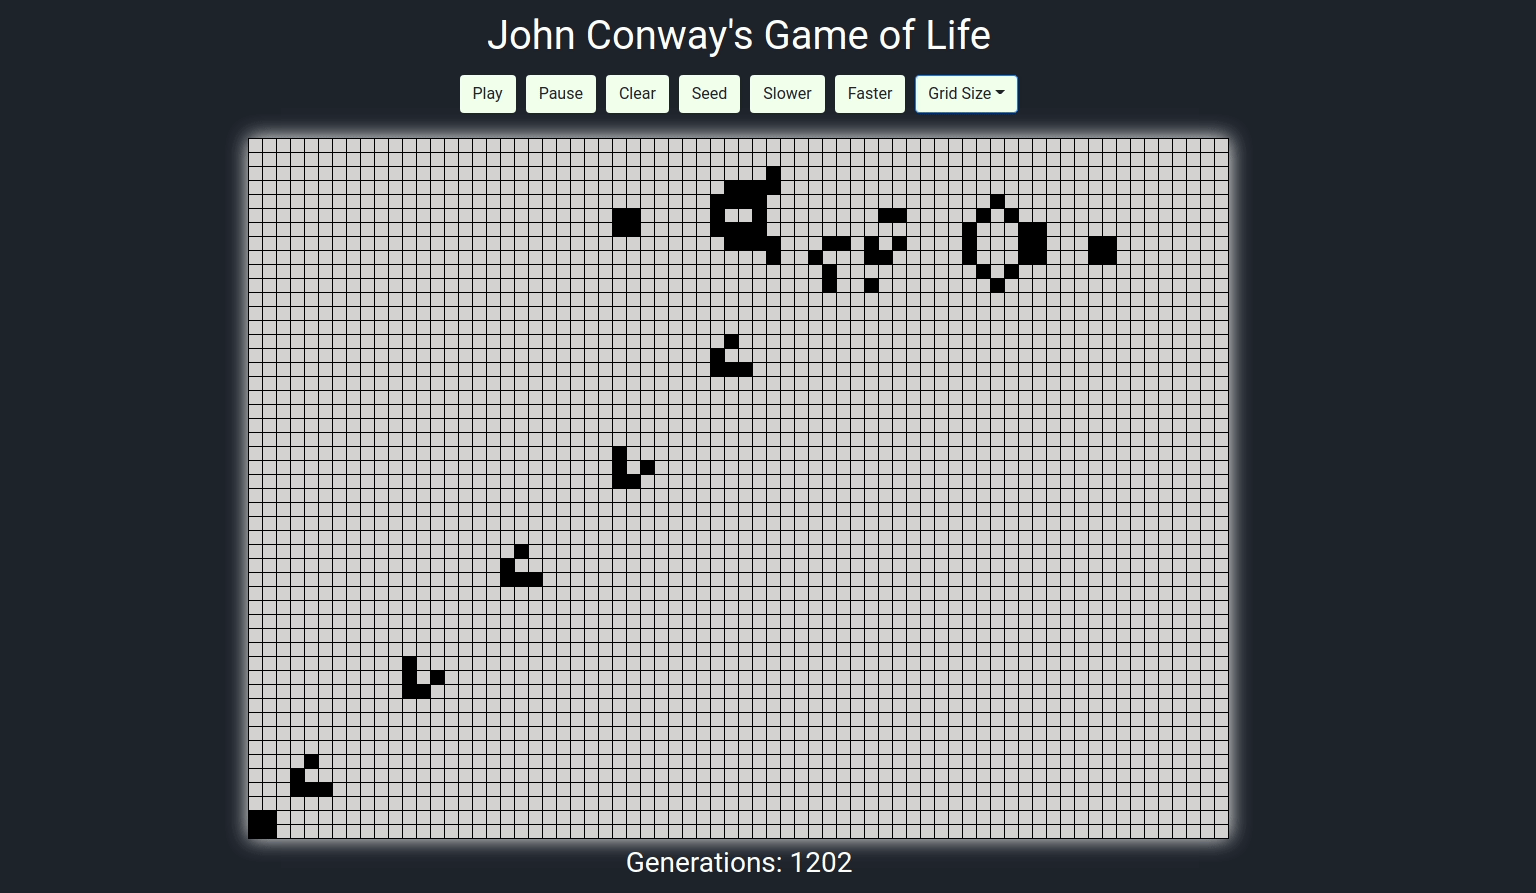 John Conway's Game of Life
Play Pause Clear Seed Slower Faster Grid Size
Generations: 1202